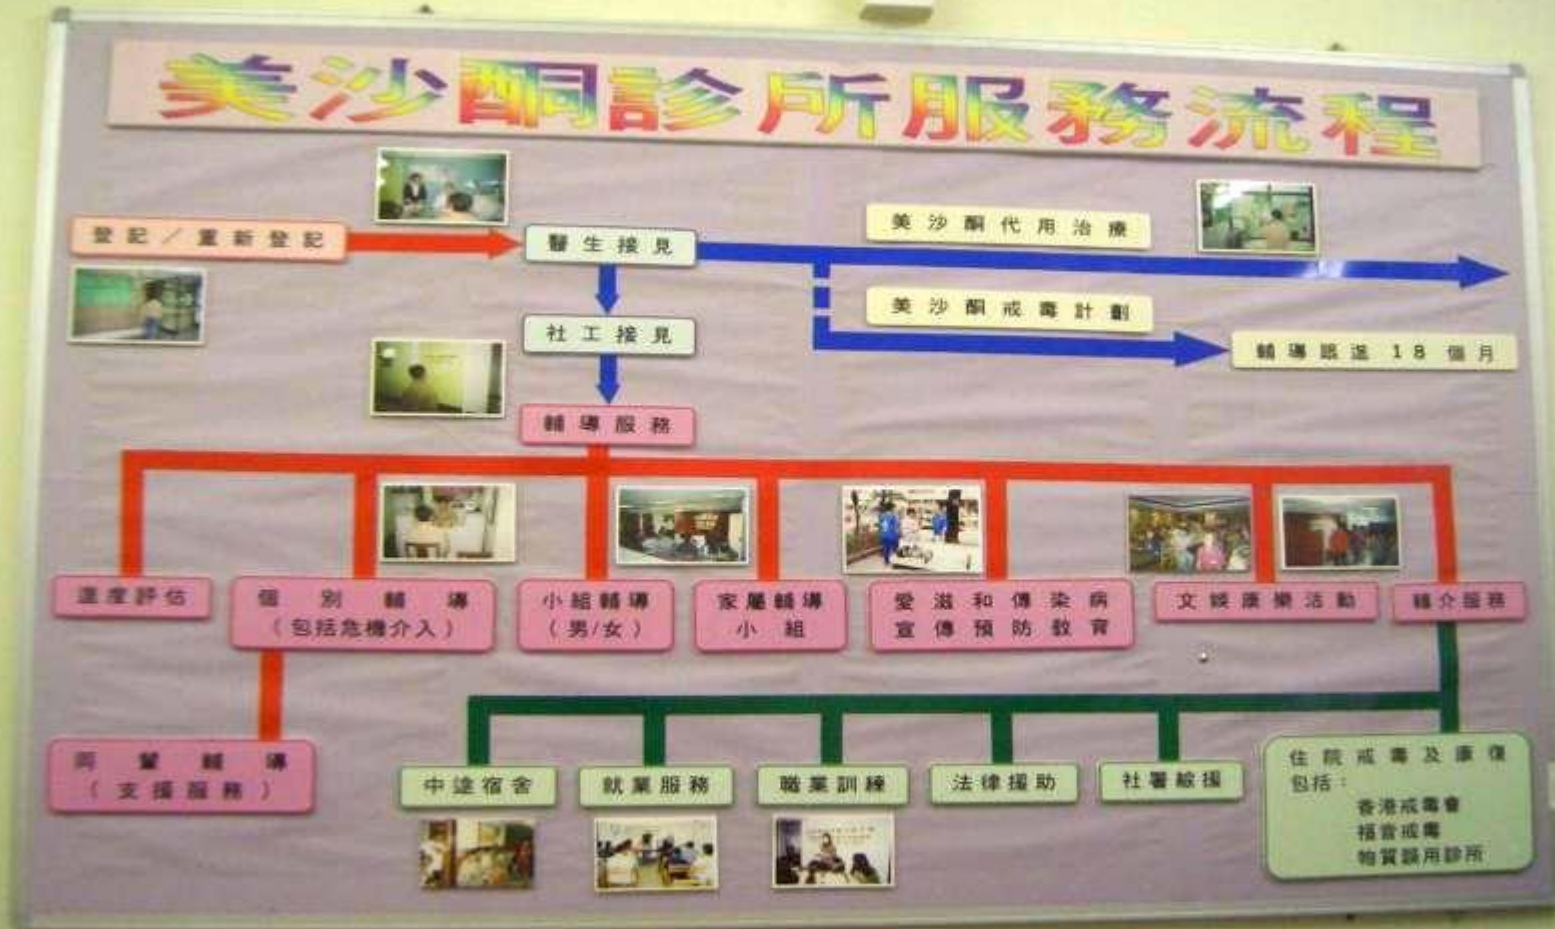 美沙酮診所服務流程
登記／重新登記
醫生接見
美沙酮代用治療
美沙酮戒毒計劃
輔導跟進 18 個月
社工接見
輔導服務
溫度評估
個別輔導
（包括危機介入）
小組輔導
（男/女）
家屬輔導
小組
愛滋和傳染病
宣傳預防教育
文娛康樂活動
轉介服務
輔導
（支援服務）
中途宿舍
就業服務
職業訓練
法律援助
社署綜援
住院戒毒及康復
包括：
香港戒毒會
福音戒毒
物質誤用診所